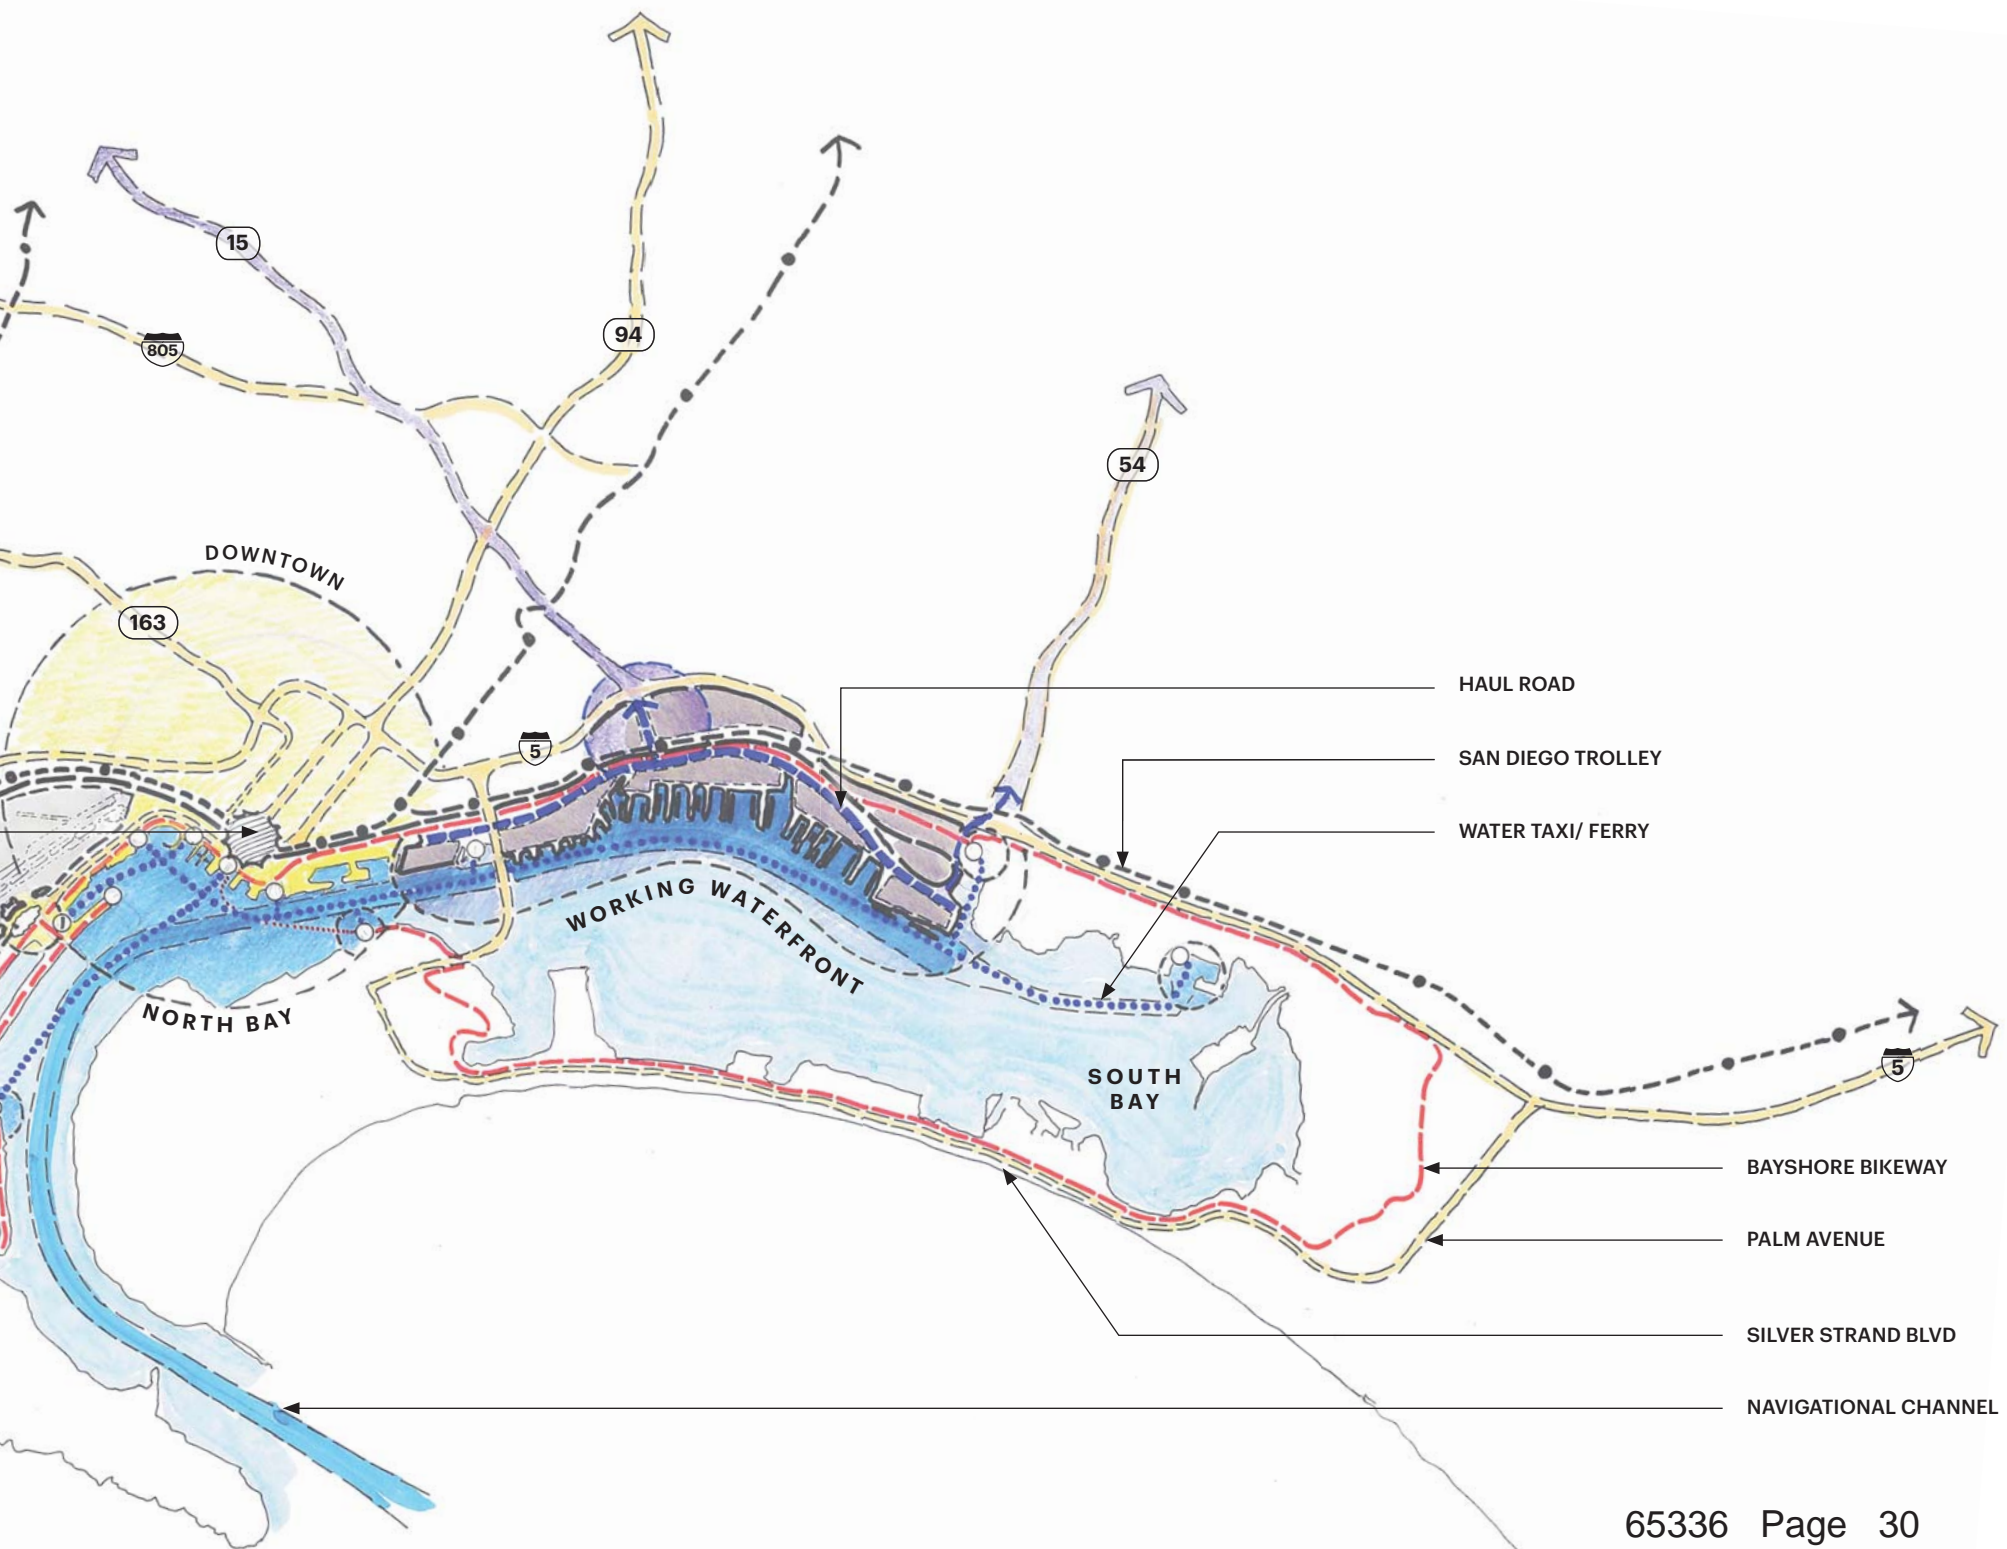 15
94
805
54
DOWNTOWN
163
HAUL ROAD
5
SAN DIEGO TROLLEY
WATER TAXI/ FERRY
WORKING WATERFRONT
NORTH BAY
SOUTH
BAY
5
BAYSHORE BIKEWAY
PALM AVENUE
SILVER STRAND BLVD
NAVIGATIONAL CHANNEL
65336 Page 30